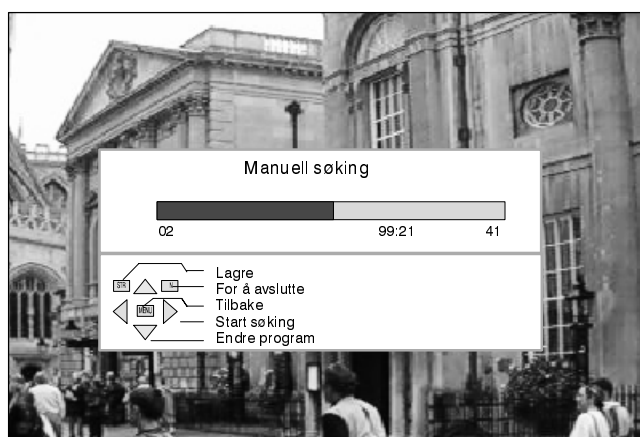 Manuell søking
02 99:21 41
Lagre
STR N For å avslutte
Tilbake
MENU
Start søking
Endre program